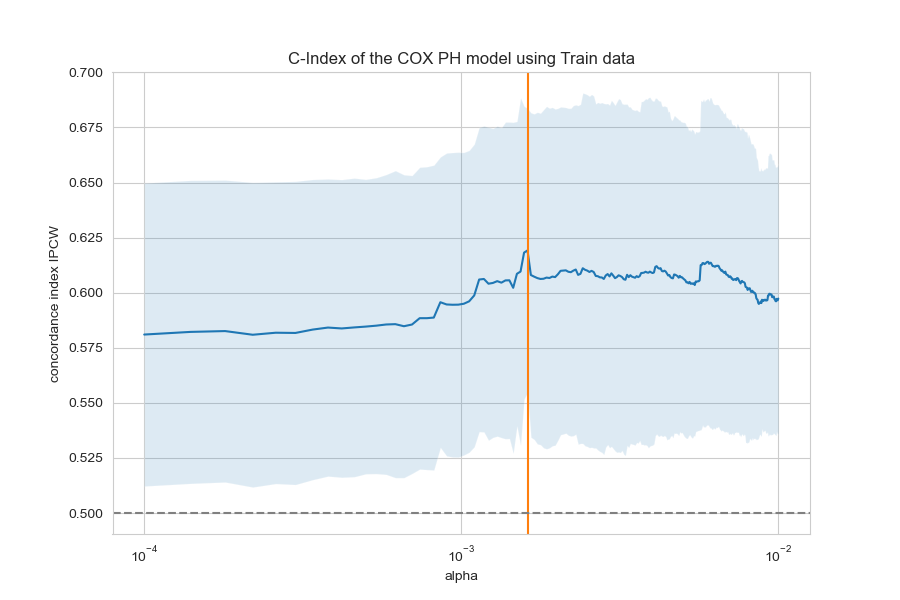 C-Index of the COX PH model using Train data
concordance index IPCW
0.700
0.675
0.650
0.625
0.600
0.575
0.550
0.525
0.500
10⁻⁴ 10⁻³ 10⁻²
alpha